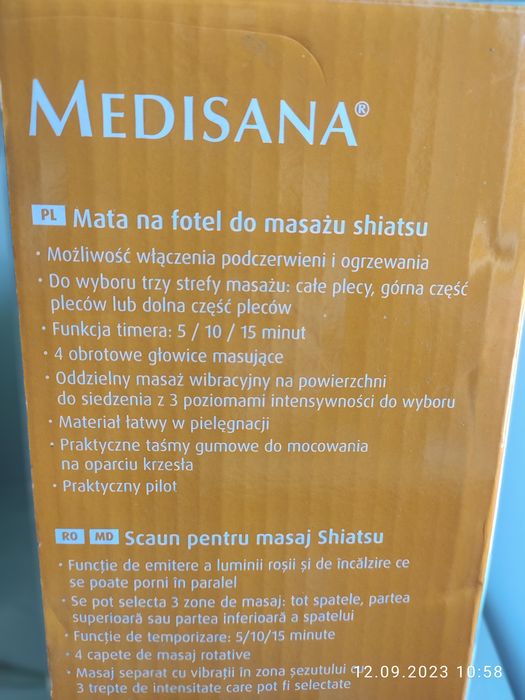 MEDISANA®
PL Mata na fotel do masażu shiatsu
• Możliwość włączenia podczerwieni i ogrzewania
• Do wyboru trzy strefy masażu: całe plecy, górna część
pleców lub dolna część pleców
• Funkcja timera: 5 / 10 / 15 minut
• 4 obrotowe głowice masujące
• Oddzielny masaż wibracyjny na powierzchni
do siedzenia z 3 poziomami intensywności do wyboru
• Materiał łatwy w pielęgnacji
• Praktyczne taśmy gumowe do mocowania
na oparciu krzesła
• Praktyczny pilot
RO MD Scaun pentru masaj Shiatsu
• Funcţie de emitere a luminii roşii şi de încălzire ce
se poate porni în paralel
• Se pot selecta 3 zone de masaj: tot spatele, partea
superioară sau partea inferioară a spatelui
• Funcţie de temporizare: 5/10/15 minute
• 4 capete de masaj rotative
• Masaj separat cu vibraţii în zona şezutului cu
3 trepte de intensitate care pot fi selectate
12.09.2023 10:58